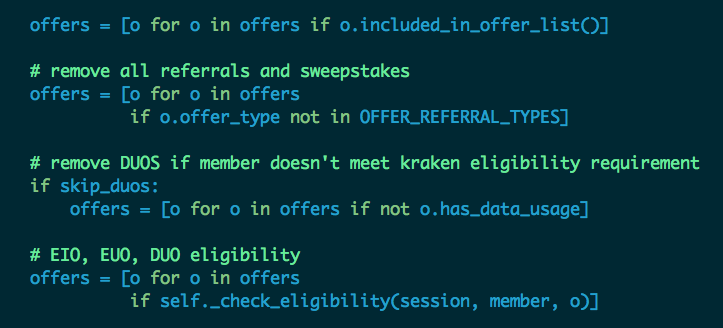 offers = [o for o in offers if o.included_in_offer_list()]
# remove all referrals and sweepstakes
offers = [o for o in offers
if o.offer_type not in OFFER_REFERRAL_TYPES]
# remove DUOS if member doesn't meet kraken eligibility requirement
if skip_duos:
offers = [o for o in offers if not o.has_data_usage]
# EIO, EUO, DUO eligibility
offers = [o for o in offers
if self._check_eligibility(session, member, o)]